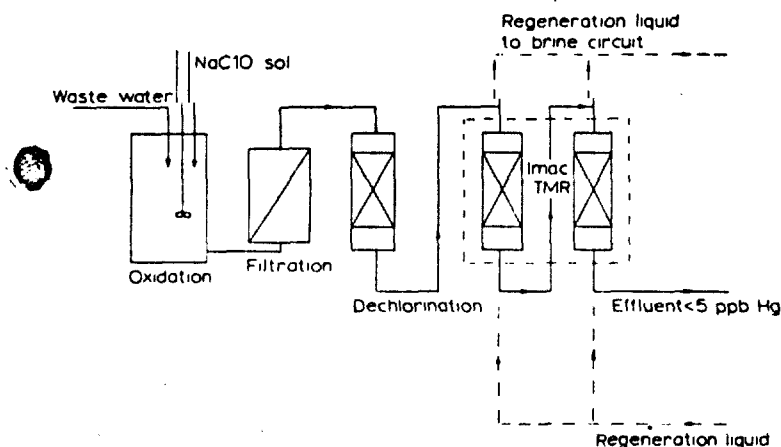 Regeneration liquid
to brine circuit
NaClO sol
Waste water
Imac
TMR
Oxidation
Filtration
Dechlorination
Effluent<5 ppb Hg
Regeneration liquid